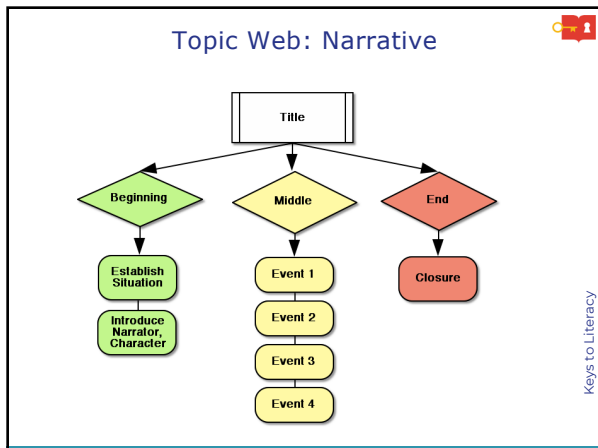 Topic Web: Narrative
Title
Beginning
Middle
End
Establish
Situation
Introduce
Narrator,
Character
Event 1
Event 2
Event 3
Event 4
Closure
Keys to Literacy